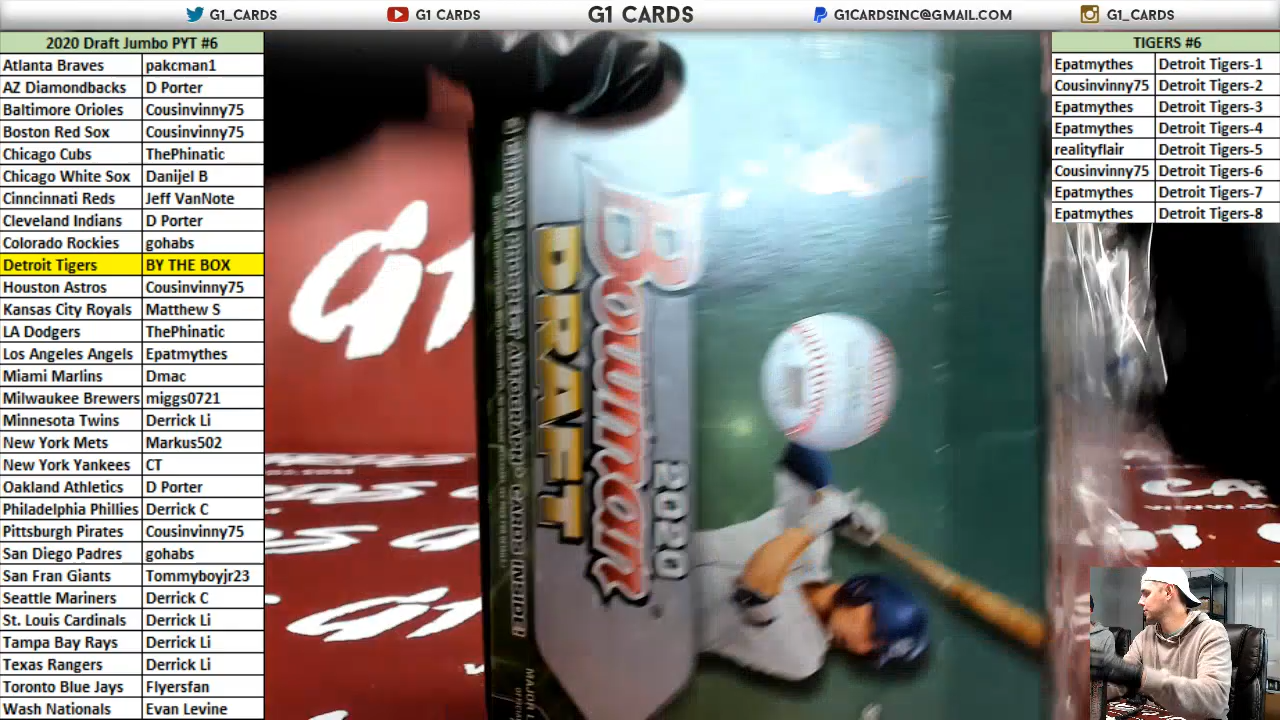 G1_CARDS
G1 CARDS
G1 CARDS
G1CARDSINC@GMAIL.COM
G1_CARDS
2020 Draft Jumbo PYT #6
Atlanta Braves pakcman1
AZ Diamondbacks D Porter
Baltimore Orioles Cousinvinny75
Boston Red Sox Cousinvinny75
Chicago Cubs ThePhinatic
Chicago White Sox Danijel B
Cinncinnati Reds Jeff VanNote
Cleveland Indians D Porter
Colorado Rockies gohabs
Detroit Tigers BY THE BOX
Houston Astros Cousinvinny75
Kansas City Royals Matthew S
LA Dodgers ThePhinatic
Los Angeles Angels Epatmythes
Miami Marlins Dmac
Milwaukee Brewers miggs0721
Minnesota Twins Derrick Li
New York Mets Markus502
New York Yankees CT
Oakland Athletics D Porter
Philadelphia Phillies Derrick C
Pittsburgh Pirates Cousinvinny75
San Diego Padres gohabs
San Fran Giants Tommyboyjr23
Seattle Mariners Derrick C
St. Louis Cardinals Derrick Li
Tampa Bay Rays Derrick Li
Texas Rangers Derrick Li
Toronto Blue Jays Flyersfan
Wash Nationals Evan Levine
2020
Bowman
DRAFT
TIGERS #6
Epatmythes Detroit Tigers-1
Cousinvinny75 Detroit Tigers-2
Epatmythes Detroit Tigers-3
Epatmythes Detroit Tigers-4
realityflair Detroit Tigers-5
Cousinvinny75 Detroit Tigers-6
Epatmythes Detroit Tigers-7
Epatmythes Detroit Tigers-8